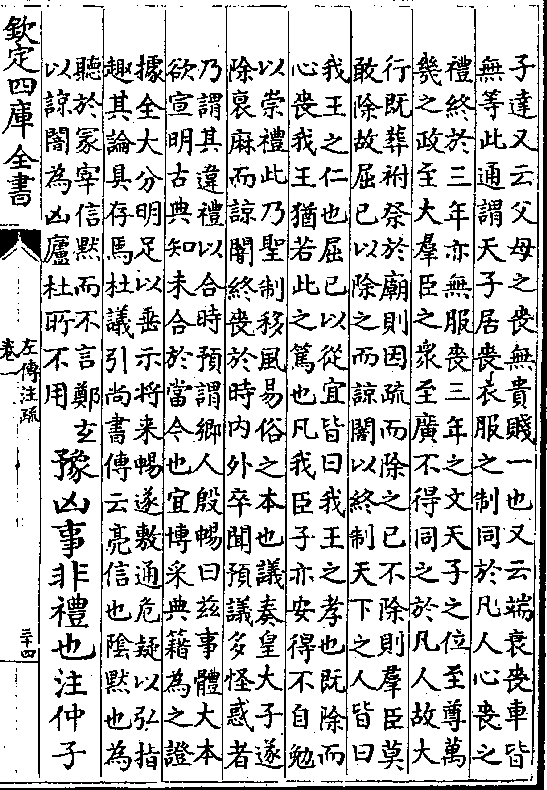 子達又云父母之喪無貴賤一也又云端衰喪車皆
無等此通謂天子居喪衣服之制同於凡人心喪之
禮終於三年亦無服喪三年之文天子之位至尊萬
幾之政至大羣臣之眾至廣不得同之於凡人故大
行既葬祔祭於廟則因疏而除之已不除則羣臣莫
敢除故屈已以除之而諒闇以終制天下之人皆曰
我王之仁也屈已以從宜皆曰我王之孝也既除而
心喪我王猶若此之篤也凡我臣子亦安得不自勉
以崇禮此乃聖制移風易俗之本也議奏皇大子遂
除衰麻而諒闇終喪於時内外卒聞預議多怪惑者
乃謂其違禮以合時預謂鄉人殷暢曰兹事體大本
欲宣明古典知未合於當今也宜博采典籍為之證
據令大分明足以垂示将來暢遂敷通危疑以弘指
趣其論具存焉杜議引尚書傳云亮信也陰默也為
聽於冢宰信默而不言鄭玄
以諒闇為凶廬杜所不用
豫凶事非禮也注仲子
欽定四庫全書
左傳注疏
卷一
三十四